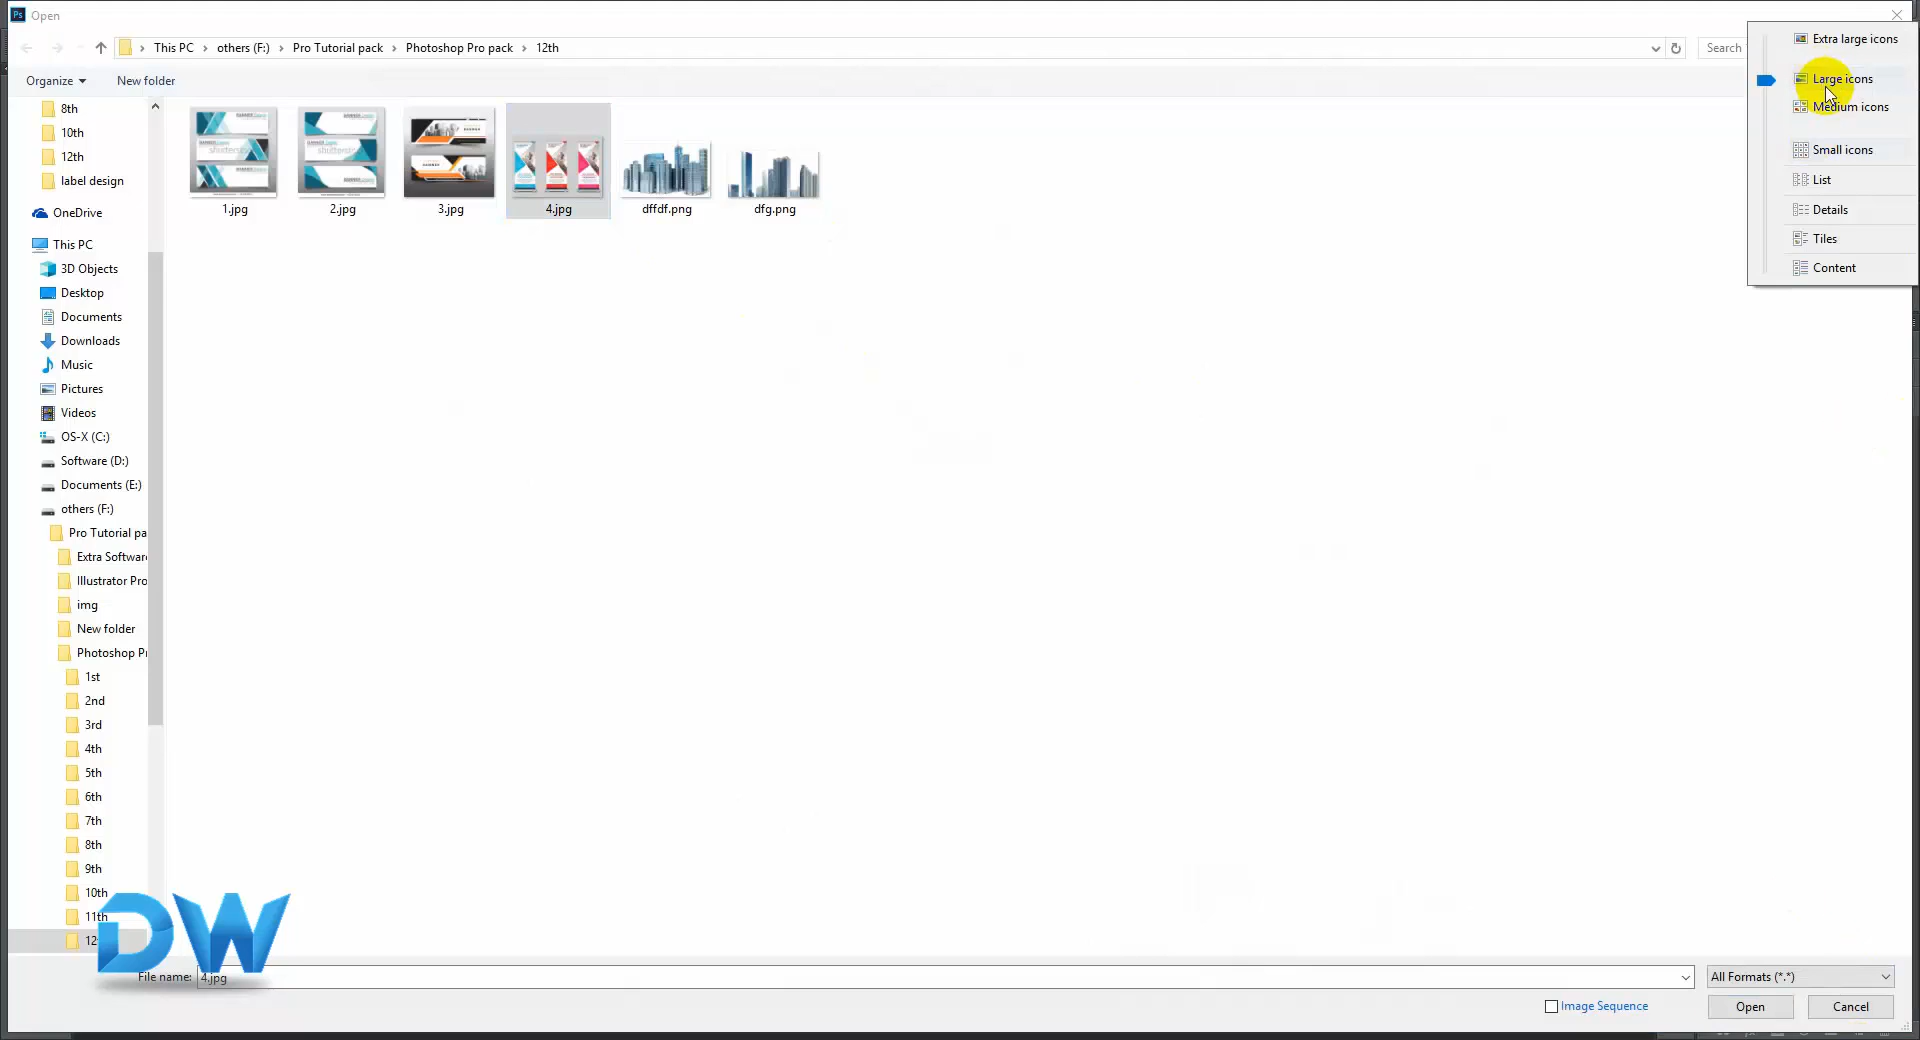 Ps Open
This PC > others (F:) > Pro Tutorial pack > Photoshop Pro pack > 12th
Search
Organize
New folder
Extra large icons
Large icons
Medium icons
Small icons
List
Details
Tiles
Content
8th
10th
12th
label design
OneDrive
This PC
3D Objects
Desktop
Documents
Downloads
Music
Pictures
Videos
OS-X (C:)
Software (D:)
Documents (E:)
others (F:)
Pro Tutorial pa
Extra Software
Illustrator Pro
img
New folder
Photoshop Pr
1st
2nd
3rd
4th
5th
6th
7th
8th
9th
10th
11th
12
1.jpg
2.jpg
3.jpg
4.jpg
dffdf.png
dfg.png
DW
File name:
4.jpg
All Formats (*.*)
Image Sequence
Open
Cancel